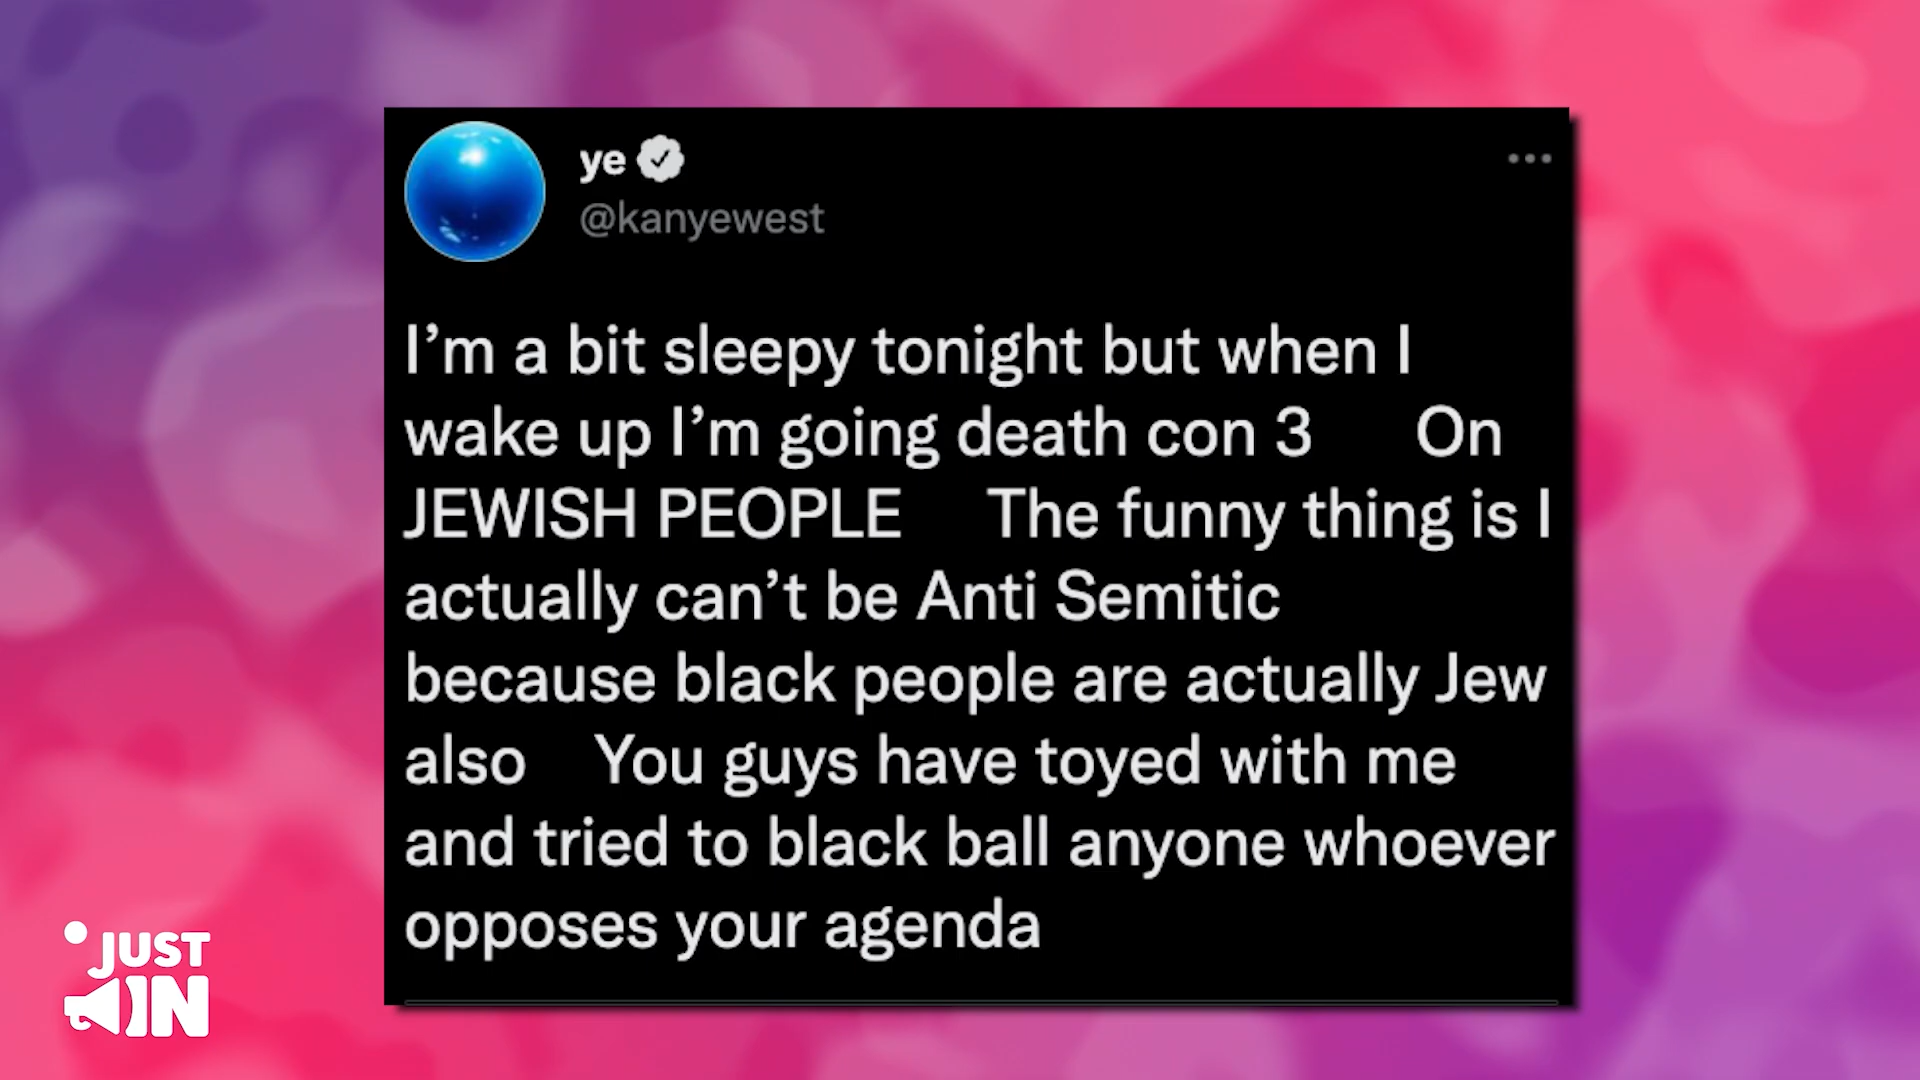 ye
@kanyewest
I'm a bit sleepy tonight but when I
wake up I'm going death con 3 On
JEWISH PEOPLE The funny thing is I
actually can't be Anti Semitic
because black people are actually Jew
also You guys have toyed with me
and tried to black ball anyone whoever
opposes your agenda
JUST
IN